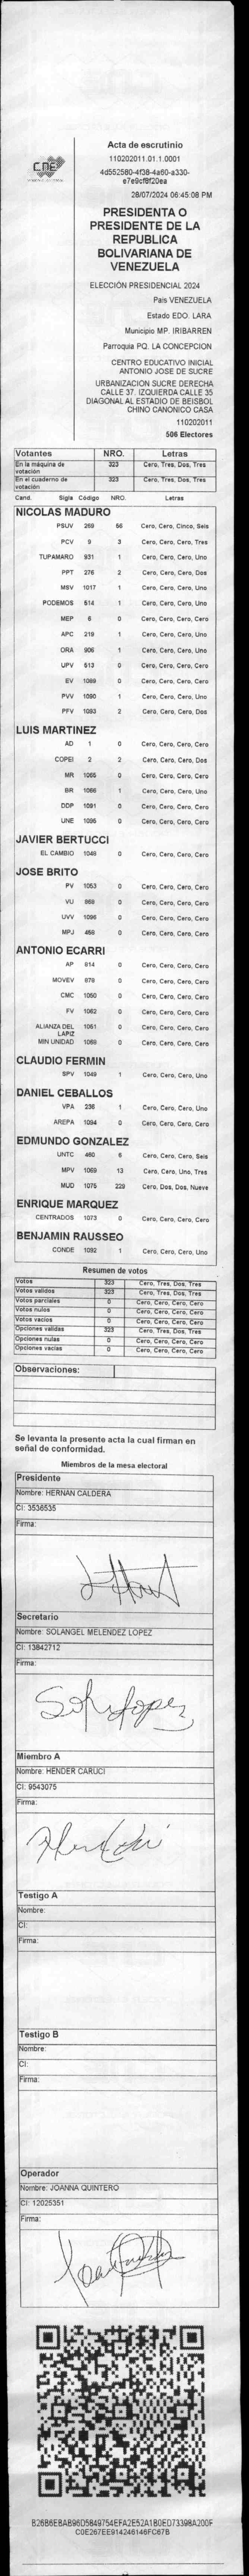 CNE
Acta de escrutinio
110202011.01.1.0001
4d552580-4f38-4a60-a330-
e7e9cf8f20ea
28/07/2024 06:45:08 PM
PRESIDENTA O
PRESIDENTE DE LA
REPUBLICA
BOLIVARIANA DE
VENEZUELA
ELECCIÓN PRESIDENCIAL 2024
Pais VENEZUELA
Estado EDO. LARA
Municipio MP. IRIBARREN
Parroquia PQ. LA CONCEPCION
CENTRO EDUCATIVO INICIAL
ANTONIO JOSE DE SUCRE
URBANIZACION SUCRE DERECHA
CALLE 37. IZQUIERDA CALLE 35
DIAGONAL AL ESTADIO DE BEISBOL
CHINO CANONICO CASA
110202011
506 Electores
Votantes NRO. Letras
En la máquina de votación 323 Cero, Tres, Dos, Tres
En el cuaderno de votación 323 Cero, Tres, Dos, Tres
Cand. Sigla Código NRO. Letras
NICOLAS MADURO
PSUV 269 56 Cero, Cero, Cinco, Seis
PCV 9 3 Cero, Cero, Cero, Tres
TUPAMARO 931 1 Cero, Cero, Cero, Uno
PPT 276 2 Cero, Cero, Cero, Dos
MSV 1017 1 Cero, Cero, Cero, Uno
PODEMOS 514 1 Cero, Cero, Cero, Uno
MEP 6 0 Cero, Cero, Cero, Cero
APC 219 1 Cero, Cero, Cero, Uno
ORA 906 1 Cero, Cero, Cero, Uno
UPV 513 0 Cero, Cero, Cero, Cero
EV 1089 0 Cero, Cero, Cero, Cero
PVV 1090 1 Cero, Cero, Cero, Uno
PFV 1093 2 Cero, Cero, Cero, Dos
LUIS MARTINEZ
AD 1 0 Cero, Cero, Cero, Cero
COPEI 2 2 Cero, Cero, Cero, Dos
MR 1055 0 Cero, Cero, Cero, Cero
BR 1086 1 Cero, Cero, Cero, Uno
DDP 1091 0 Cero, Cero, Cero, Cero
UNE 1095 0 Cero, Cero, Cero, Cero
JAVIER BERTUCCI
EL CAMBIO 1048 0 Cero, Cero, Cero, Cero
JOSE BRITO
PV 1053 0 Cero, Cero, Cero, Cero
VU 869 0 Cero, Cero, Cero, Cero
UVV 1096 0 Cero, Cero, Cero, Cero
MPJ 458 0 Cero, Cero, Cero, Cero
ANTONIO ECARRI
AP 814 0 Cero, Cero, Cero, Cero
MOVEV 979 0 Cero, Cero, Cero, Cero
CMC 1050 0 Cero, Cero, Cero, Cero
FV 1052 0 Cero, Cero, Cero, Cero
ALIANZA DEL LAPIZ 1051 0 Cero, Cero, Cero, Cero
MIN UNIDAD 1069 0 Cero, Cero, Cero, Cero
CLAUDIO FERMIN
SPV 1049 1 Cero, Cero, Cero, Uno
DANIEL CEBALLOS
VPA 236 1 Cero, Cero, Cero, Uno
AREPA 1094 0 Cero, Cero, Cero, Cero
EDMUNDO GONZALEZ
UNTC 460 6 Cero, Cero, Cero, Seis
MPV 1069 13 Cero, Cero, Uno, Tres
MUD 1075 229 Cero, Dos, Dos, Nueve
ENRIQUE MARQUEZ
CENTRADOS 1073 0 Cero, Cero, Cero, Cero
BENJAMIN RAUSSEO
CONDE 1092 1 Cero, Cero, Cero, Uno
Resumen de votos
Votos 323 Cero, Tres, Dos, Tres
Votos validos 323 Cero, Tres, Dos, Tres
Votos parciales 0 Cero, Cero, Cero, Cero
Votos nulos 0 Cero, Cero, Cero, Cero
Votos vacios 0 Cero, Cero, Cero, Cero
Opciones validas 323 Cero, Tres, Dos, Tres
Opciones nulas 0 Cero, Cero, Cero, Cero
Opciones vacias 0 Cero, Cero, Cero, Cero
Observaciones:
Se levanta la presente acta la cual firman en
señal de conformidad.
Miembros de la mesa electoral
Presidente
Nombre: HERNAN CALDERA
CI: 3536535
Firma:
Secretario
Nombre: SOLANGEL MELENDEZ LOPEZ
CI: 13842712
Firma:
Miembro A
Nombre: HENDER CARUCI
CI: 9543075
Firma:
Testigo A
Nombre:
CI:
Firma:
Testigo B
Nombre:
CI:
Firma:
Operador
Nombre: JOANNA QUINTERO
CI: 12025351
Firma:
B26B6EBAB96D5849754EFA2E52A1B0ED73398A200F
C0E267EE914246146FC67B